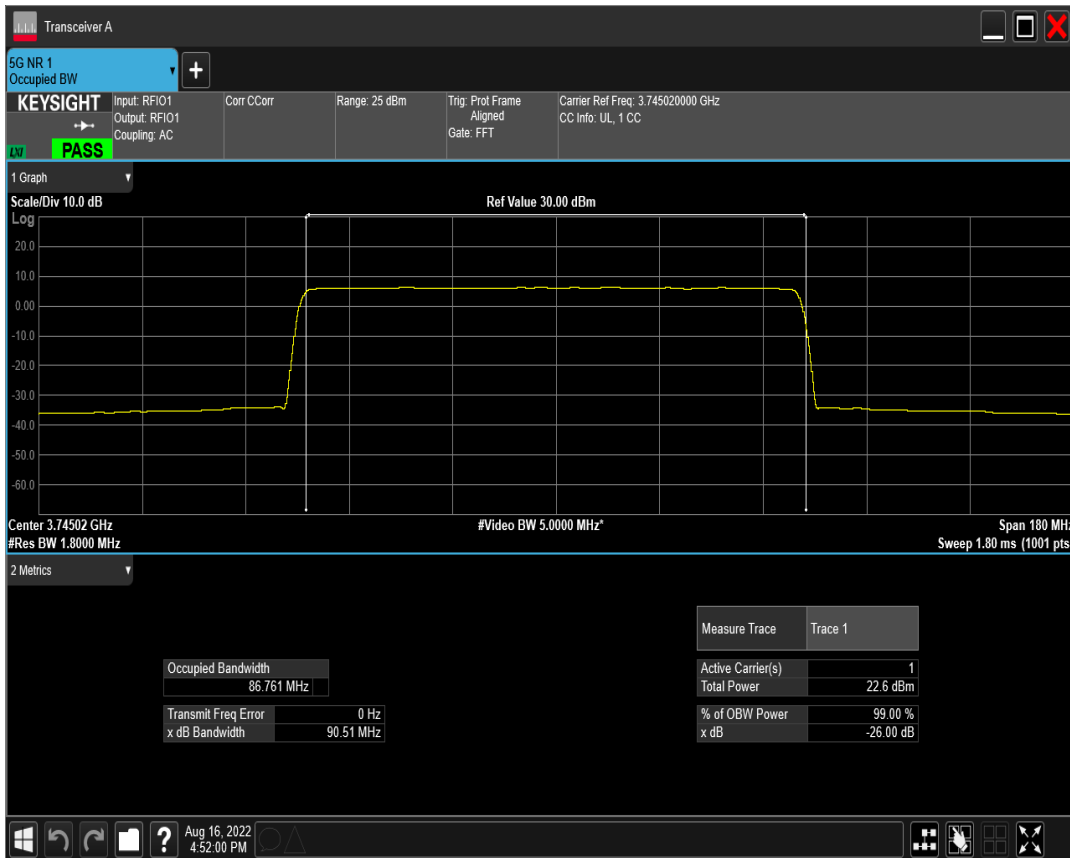 Transceiver A
5G NR 1
Occupied BW
+
KEYSIGHT
LXI
PASS
Input: RFIO1
Output: RFIO1
Coupling: AC
Corr CCorr
Range: 25 dBm
Trig: Prot Frame
Aligned
Gate: FFT
Carrier Ref Freq: 3.745020000 GHz
CC Info: UL, 1 CC
1 Graph
Scale/Div 10.0 dB
Ref Value 30.00 dBm
Log
20.0
10.0
0.00
-10.0
-20.0
-30.0
-40.0
-50.0
-60.0
Center 3.74502 GHz
#Video BW 5.0000 MHz*
Span 180 MHz
#Res BW 1.8000 MHz
Sweep 1.80 ms (1001 pts
2 Metrics
Measure Trace Trace 1
Occupied Bandwidth
86.761 MHz
Active Carrier(s) 1
Total Power 22.6 dBm
Transmit Freq Error 0 Hz
x dB Bandwidth 90.51 MHz
% of OBW Power 99.00 %
x dB -26.00 dB
?
Aug 16, 2022
4:52:00 PM